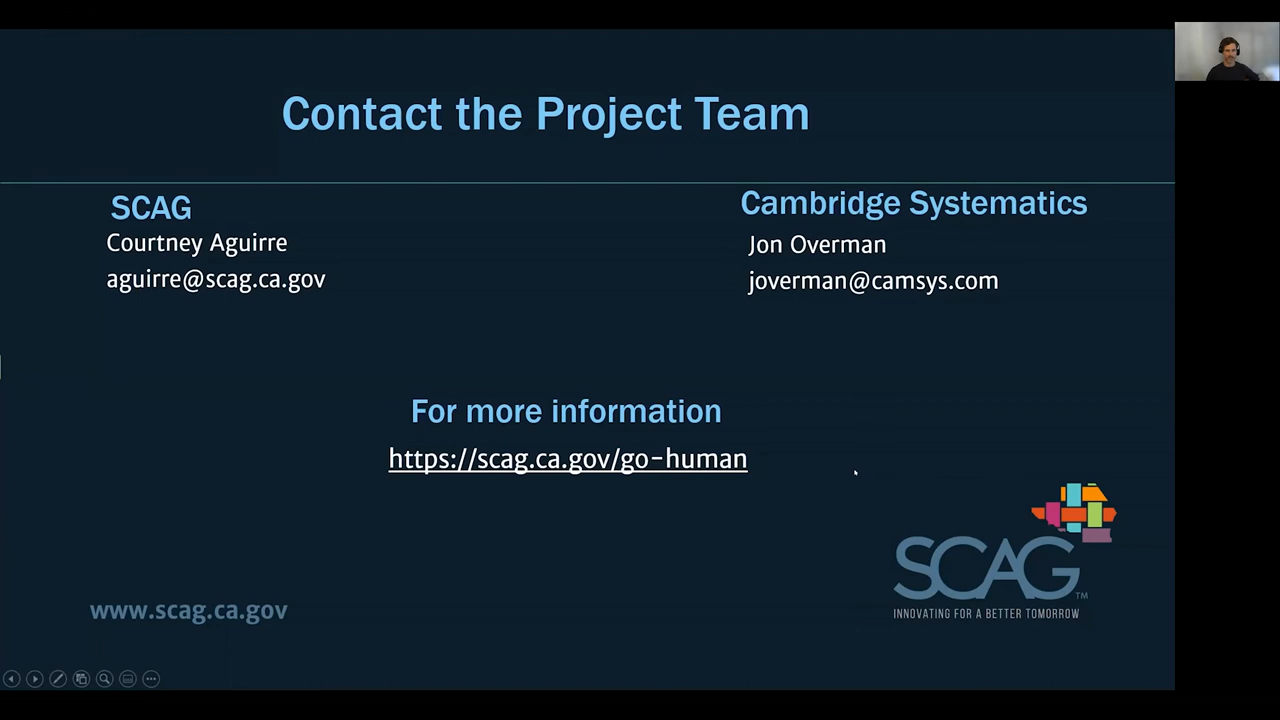 Contact the Project Team
SCAG
Courtney Aguirre
aguirre@scag.ca.gov
Cambridge Systematics
Jon Overman
joverman@camsys.com
For more information
https://scag.ca.gov/go-human
SCAG™
INNOVATING FOR A BETTER TOMORROW
www.scag.ca.gov